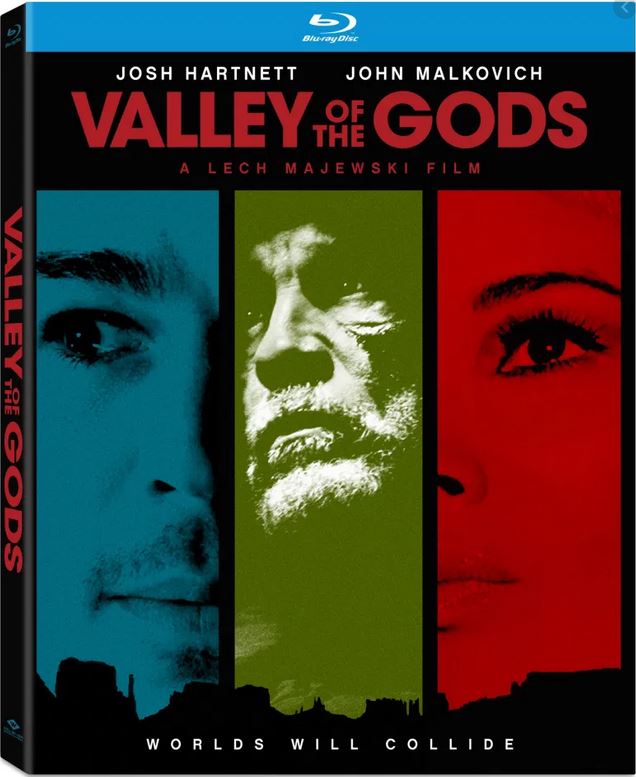 Blu-ray Disc
JOSH HARTNETT JOHN MALKOVICH
VALLEY OF THE GODS
A LECH MAJEWSKI FILM
VALLEY OF THE GODS
WORLDS WILL COLLIDE